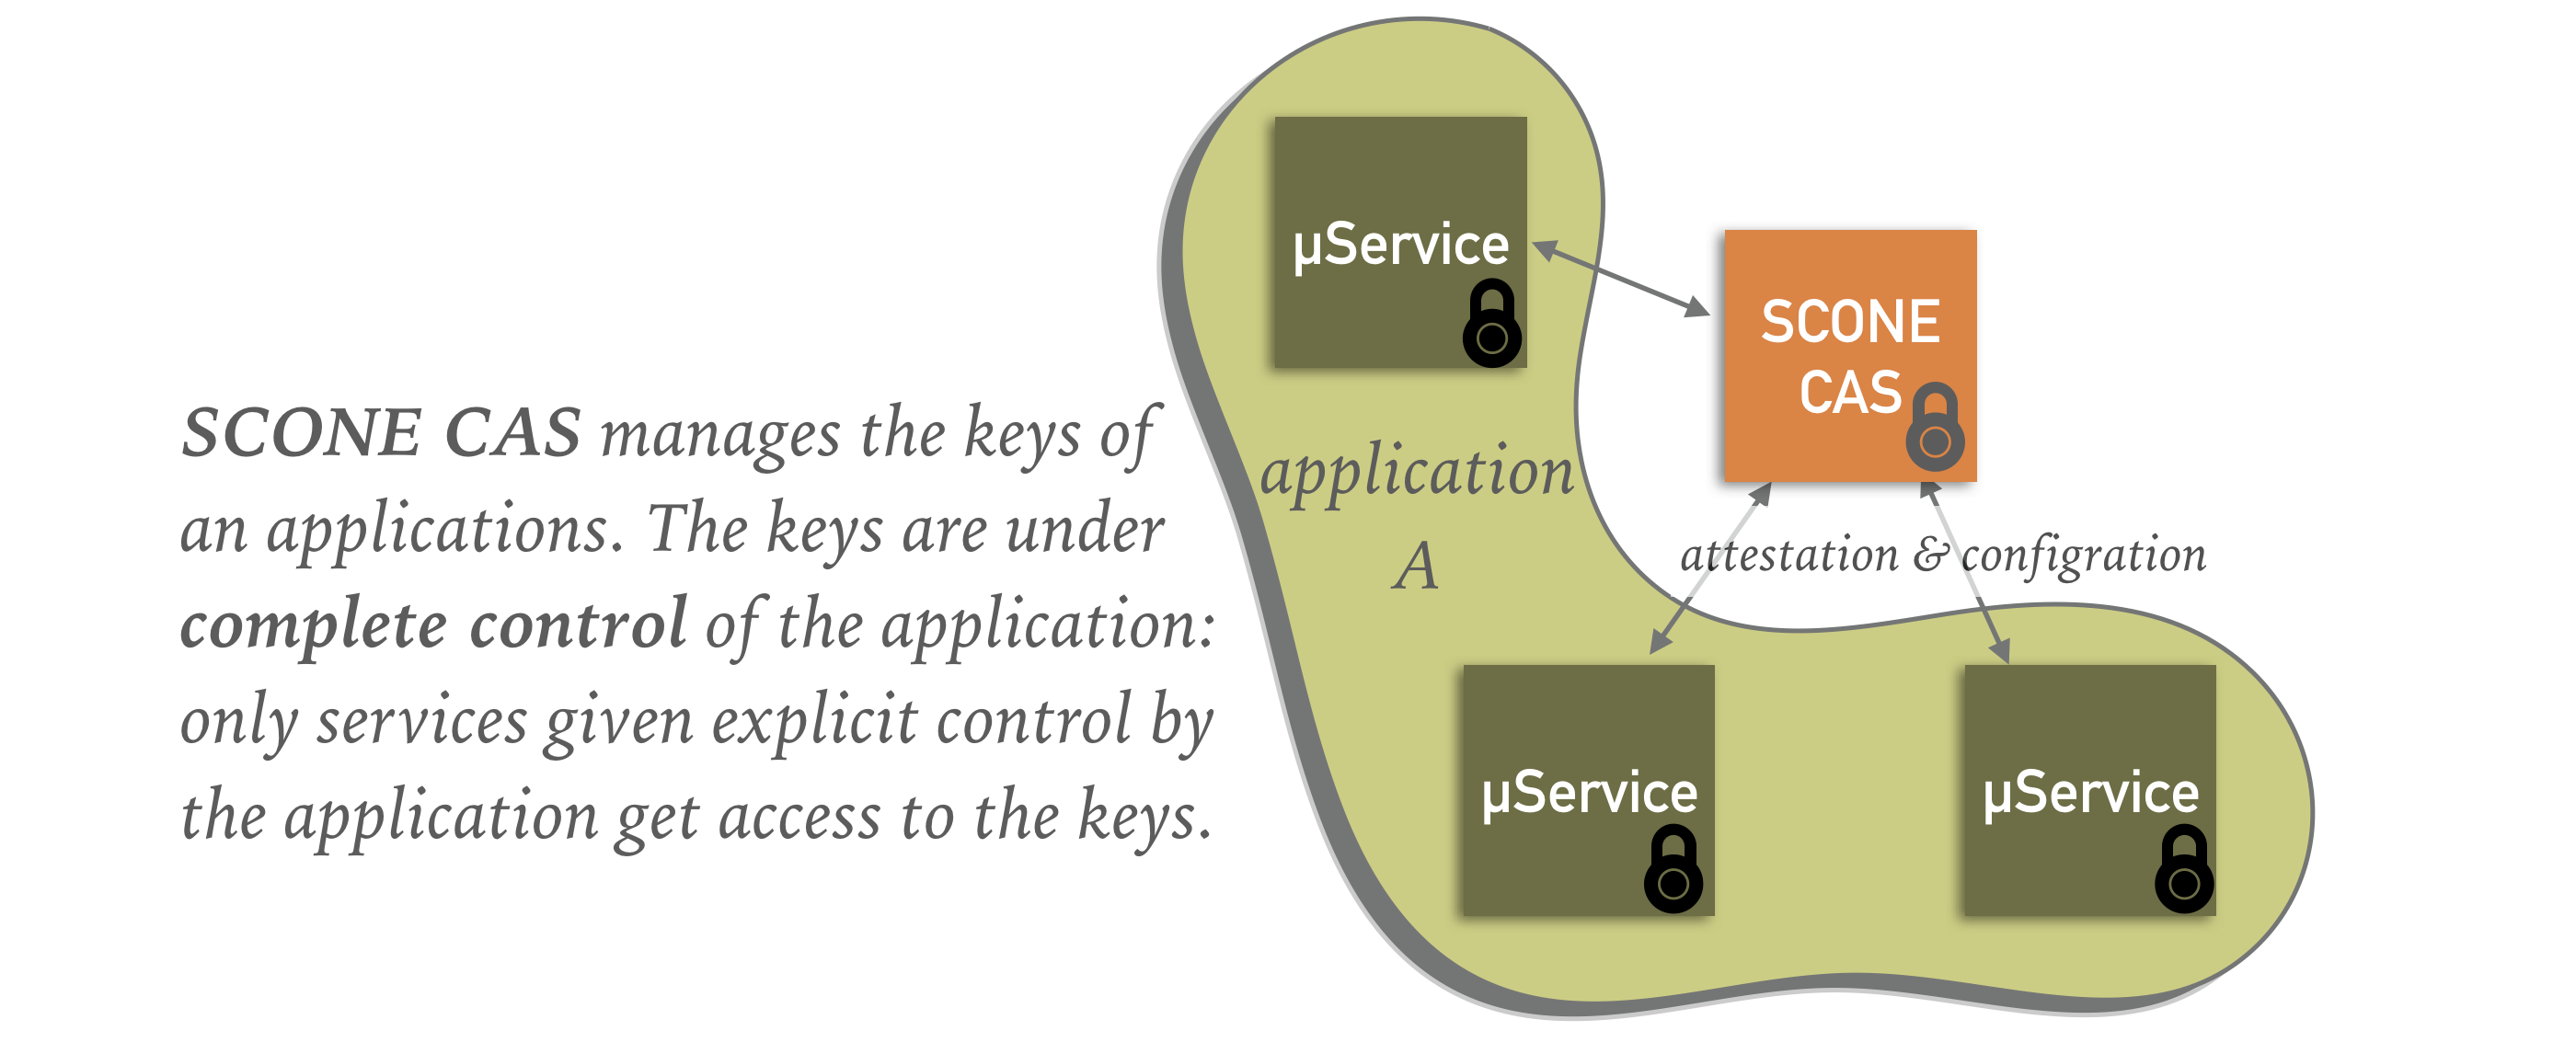 SCONE CAS manages the keys of
an applications. The keys are under
complete control of the application:
only services given explicit control by
the application get access to the keys.
µService
application
A
SCONE
CAS
attestation & configration
µService
µService